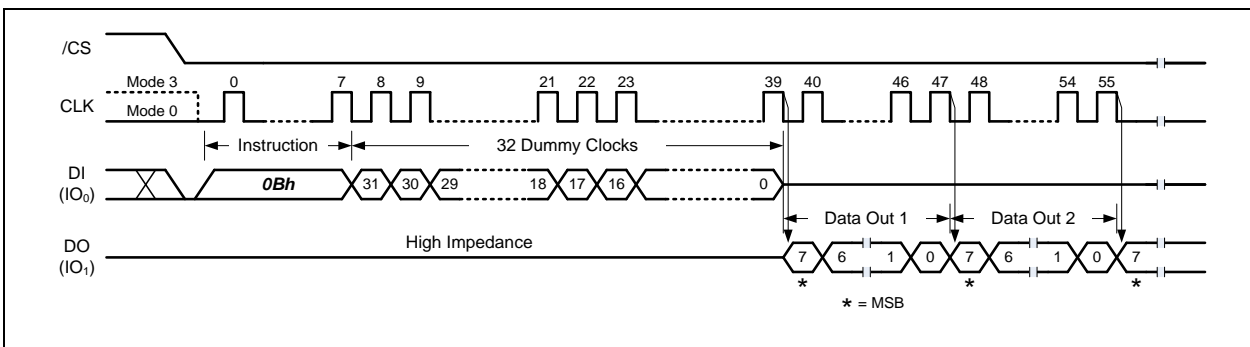 /CS
Mode 3
Mode 0
CLK
0 7 8 9 21 22 23 39 40 46 47 48 54 55
Instruction 32 Dummy Clocks
DI
(IO₀)
0Bh 31 30 29 18 17 16 0
Data Out 1 Data Out 2
DO
(IO₁)
High Impedance
7 6 1 0 7 6 1 0 7
* * *
* = MSB